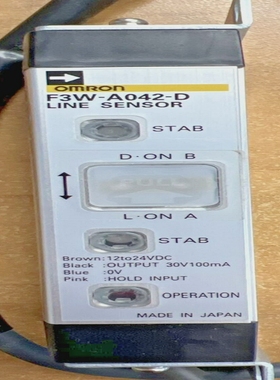 OMRON
F3W-A042-D
LINE SENSOR
STAB
D·ON B
L·ON A
STAB
Brown:12to24VDC
Black :OUTPUT 30V100mA
Blue :0V
Pink :HOLD INPUT
OPERATION
MADE IN JAPAN